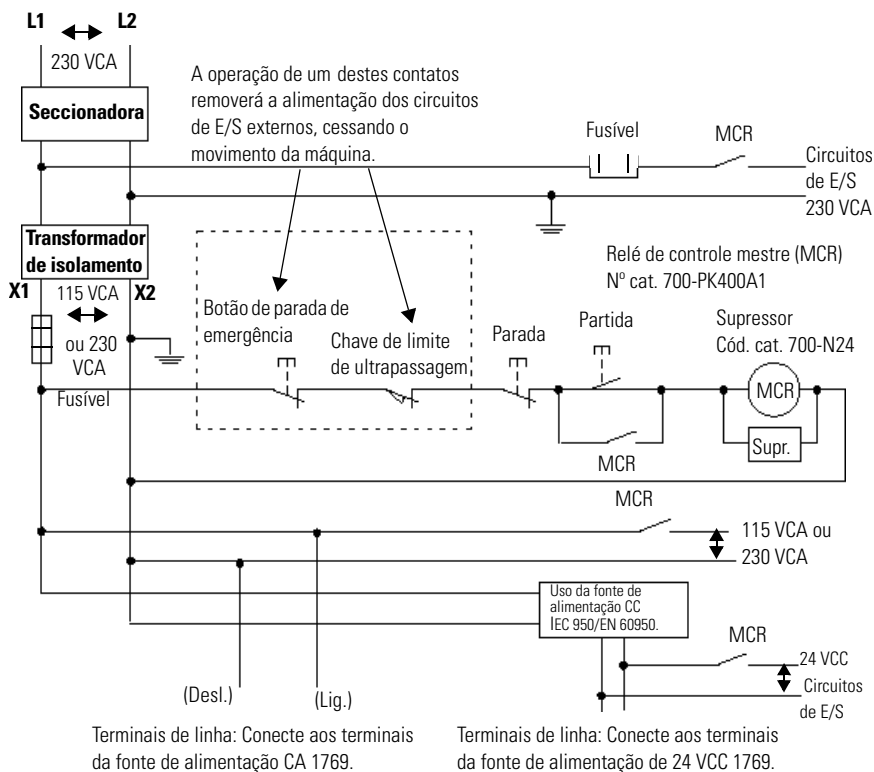 L1
L2
230 VCA
Seccionadora
A operação de um destes contatos
removerá a alimentação dos circuitos
de E/S externos, cessando o
movimento da máquina.
Fusível
MCR
Circuitos
de E/S
230 VCA
Transformador
de isolamento
X1
115 VCA
X2
ou 230
VCA
Fusível
Botão de parada de
emergência
Chave de limite
de ultrapassagem
Parada
Partida
Relé de controle mestre (MCR)
Nº cat. 700-PK400A1
Supressor
Cód. cat. 700-N24
MCR
Supr.
MCR
MCR
115 VCA ou
230 VCA
Uso da fonte de
alimentação CC
IEC 950/EN 60950.
MCR
24 VCC
Circuitos
de E/S
(Desl.)
(Lig.)
Terminais de linha: Conecte aos terminais
da fonte de alimentação CA 1769.
Terminais de linha: Conecte aos terminais
da fonte de alimentação de 24 VCC 1769.